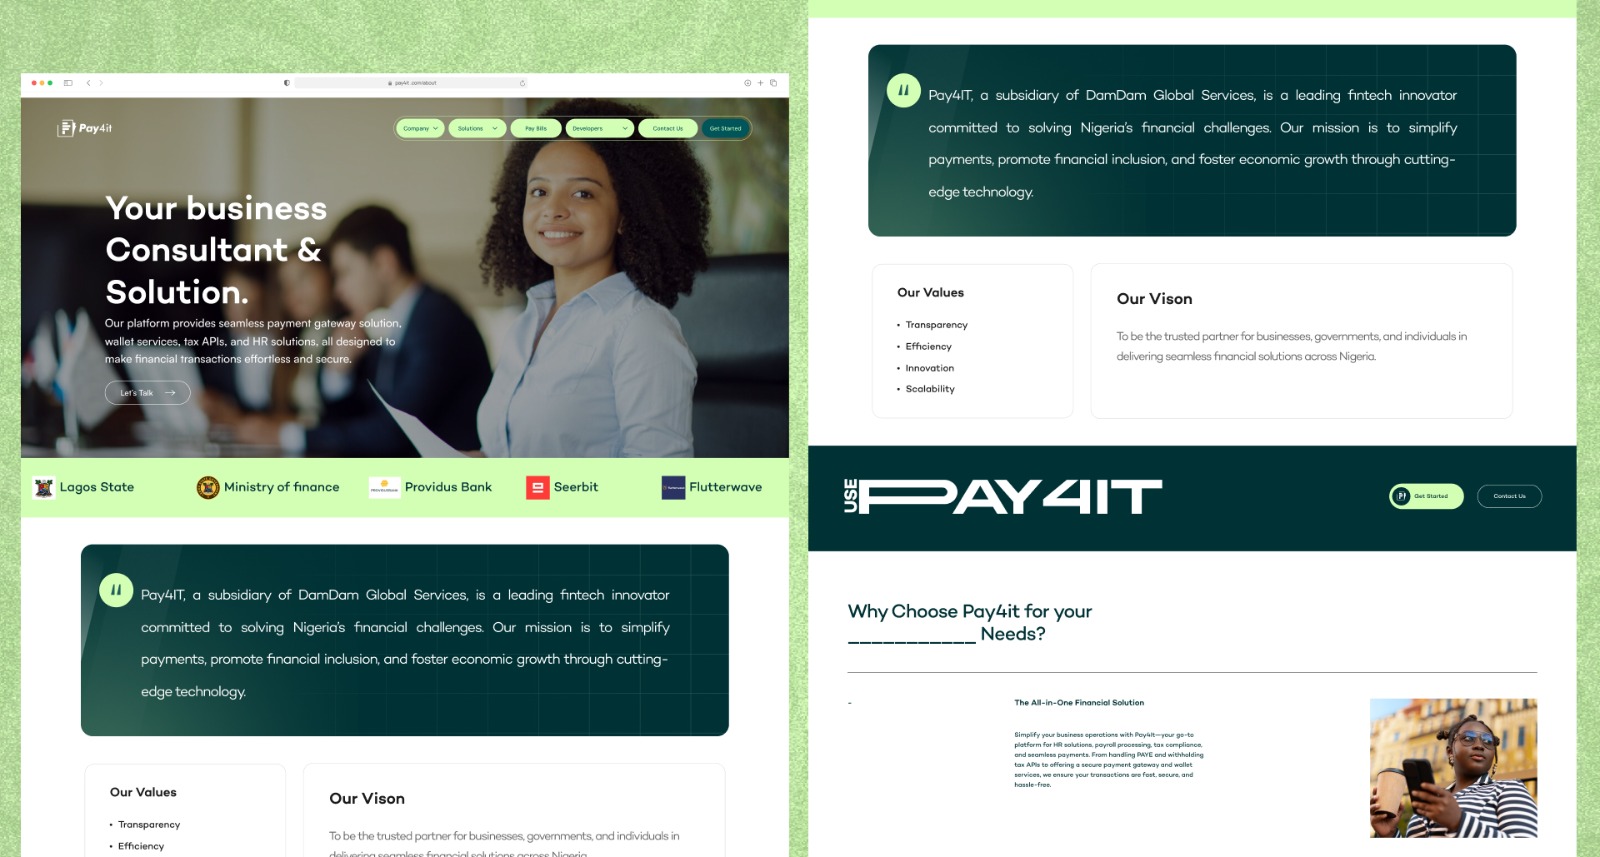 pay4it.com/about
Pay4it
Company
Solutions
Pay Bills
Developers
Contact Us
Get Started
Your business
Consultant &
Solution.
Our platform provides seamless payment gateway solution,
wallet services, tax APIs, and HR solutions, all designed to
make financial transactions effortless and secure.
Let's Talk
Lagos State
Ministry of finance
Providus Bank
Seerbit
Flutterwave
Pay4IT, a subsidiary of DamDam Global Services, is a leading fintech innovator
committed to solving Nigeria's financial challenges. Our mission is to simplify
payments, promote financial inclusion, and foster economic growth through cutting-
edge technology.
Our Values
• Transparency
• Efficiency
Our Vison
To be the trusted partner for businesses, governments, and individuals in
delivering seamless financial solutions across Nigeria.
Pay4IT, a subsidiary of DamDam Global Services, is a leading fintech innovator
committed to solving Nigeria's financial challenges. Our mission is to simplify
payments, promote financial inclusion, and foster economic growth through cutting-
edge technology.
Our Values
• Transparency
• Efficiency
• Innovation
• Scalability
Our Vison
To be the trusted partner for businesses, governments, and individuals in
delivering seamless financial solutions across Nigeria.
USE PAY4IT
Get Started
Contact Us
Why Choose Pay4it for your
___________ Needs?
-
The All-in-One Financial Solution
Simplify your business operations with Pay4It—your go-to
platform for HR solutions, payroll processing, tax compliance,
and seamless payments. From handling PAYE and withholding
tax APIs to offering a secure payment gateway and wallet
services, we ensure your transactions are fast, secure, and
hassle-free.